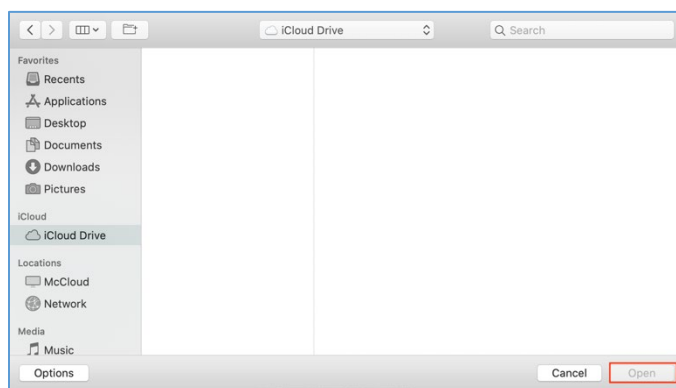 iCloud Drive
Search
Favorites
Recents
Applications
Desktop
Documents
Downloads
Pictures
iCloud
iCloud Drive
Locations
McCloud
Network
Media
Music
Options
Cancel
Open